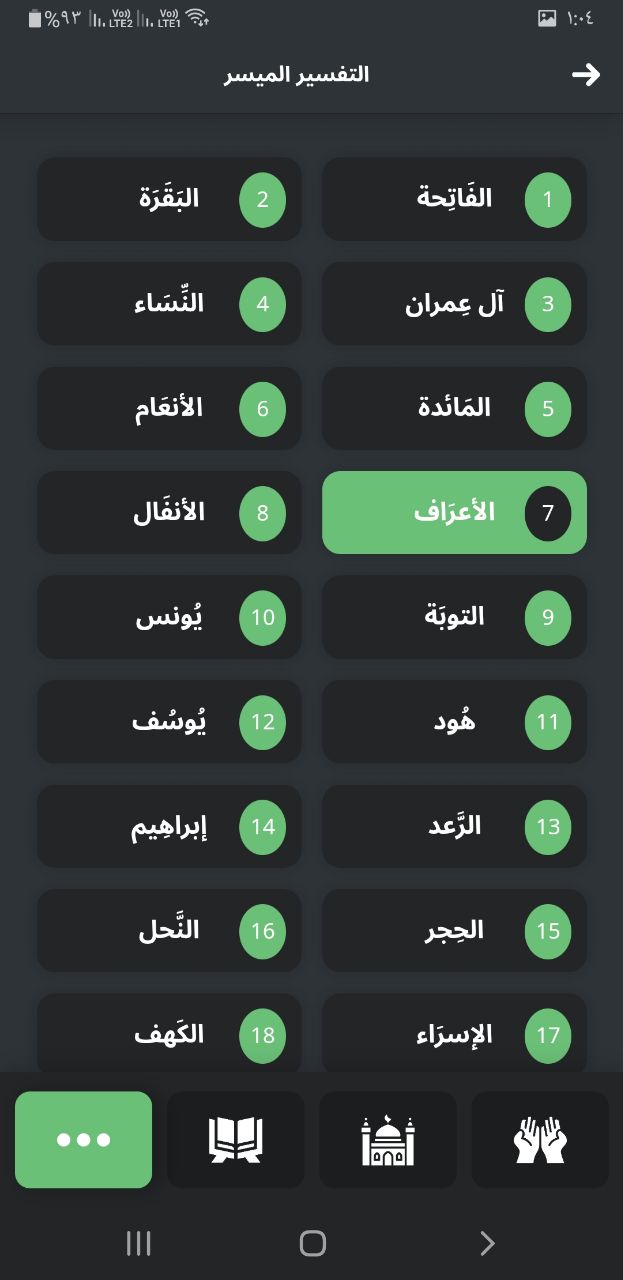 ١:٠٤ Vo)) LTE1 Vo)) LTE2 %٩٣
التفسير الميسر
1 الفَاتِحة 2 البَقَرَة
3 آل عِمران 4 النِّسَاء
5 المَائدة 6 الأنعَام
7 الأعرَاف 8 الأنفَال
9 التوبَة 10 يُونس
11 هُود 12 يُوسُف
13 الرَّعد 14 إبراهِيم
15 الحِجر 16 النَّحل
17 الإسرَاء 18 الكَهف